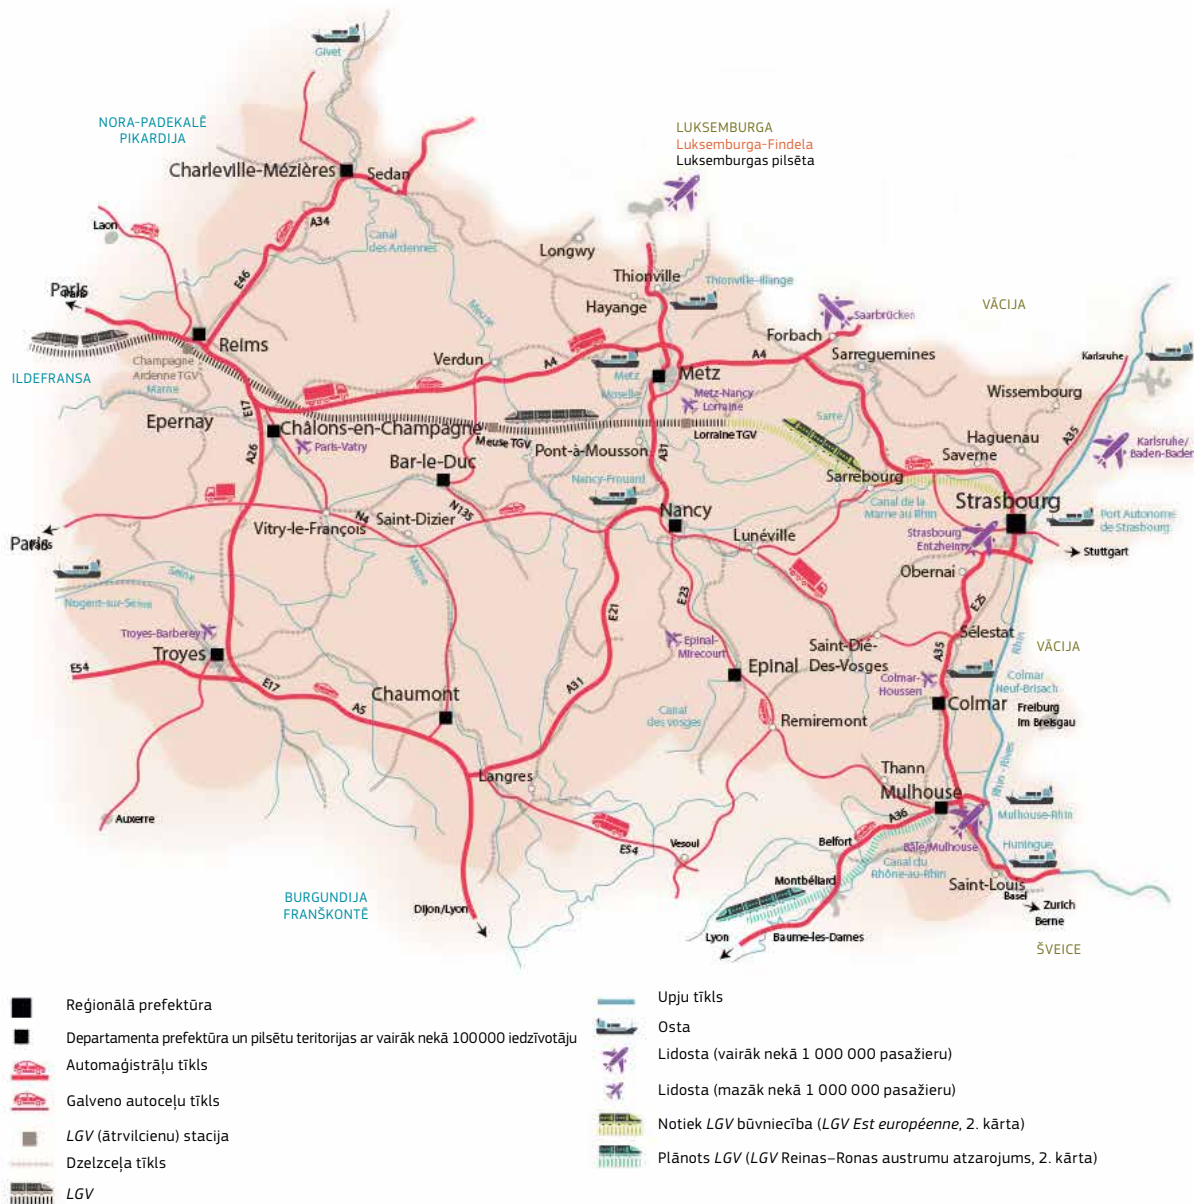 Givet
NORA-PADEKALĒ
PIKARDIJA
LUKSEMBURGA
Luksemburga-Findela
Luksemburgas pilsēta
Charleville-Mézières
Sedan
A34
Laon
Canal
des Ardennes
Longwy
E46
Thionville
Thionville-Illange
Hayange
Paris
Paris
Meuse
VĀCIJA
Saarbrücken
Forbach
Reims
Verdun
A4
A4
Sarreguemines
Karlsruhe
Champagne
Ardenne TGV
Metz
Metz
Moselle
ILDEFRANSA
Marne
Metz-Nancy
Lorraine
Wissembourg
Epernay
E17
Châlons-en-Champagne
Meuse TGV
Lorraine TGV
Sarre
Haguenau
A35
Karlsruhe/
Baden-Baden
Paris-Vatry
A26
Pont-à-Mousson
A31
Saverne
Bar-le-Duc
Nancy-Frouard
Sarrebourg
Strasbourg
N135
Canal de la
Marne au Rhin
Vitry-le-François
N4
Saint-Dizier
Nancy
Lunéville
Port Autonome
de Strasbourg
Strasbourg
Entzheim
Paris
Paris
Stuttgart
Marne
Seine
Obernai
Nogent-sur-Seine
E21
E23
E25
Troyes-Barberey
Troyes
Epinal-
Mirecourt
Saint-Dié-
Des-Vosges
Sélestat
Rhin
VĀCIJA
E54
Epinal
A35
Colmar-
Houssen
Colmar
Neuf-Brisach
E17
A5
Chaumont
A31
Canal
des vosges
Colmar
Freiburg
im Breisgau
Remiremont
Langres
Thann
Rhin - Rives
Mulhouse
Mulhouse-Rhin
Auxerre
A36
E54
Vesoul
Belfort
Bâle/Mulhouse
Huningue
Canal du
Rhône-au-Rhin
Montbéliard
Saint-Louis
Basel
Zurich
Berne
BURGUNDIJA
FRANŠKONTĒ
Dijon/Lyon
Lyon
Baume-les-Dames
ŠVEICE
Reģionālā prefektūra
Departamenta prefektūra un pilsētu teritorijas ar vairāk nekā 100000 iedzīvotāju
Automaģistrāļu tīkls
Galveno autoceļu tīkls
LGV (ātrvilcienu) stacija
Dzelzceļa tīkls
LGV
Upju tīkls
Osta
Lidosta (vairāk nekā 1 000 000 pasažieru)
Lidosta (mazāk nekā 1 000 000 pasažieru)
Notiek LGV būvniecība (LGV Est européenne, 2. kārta)
Plānots LGV (LGV Reinas–Ronas austrumu atzarojums, 2. kārta)